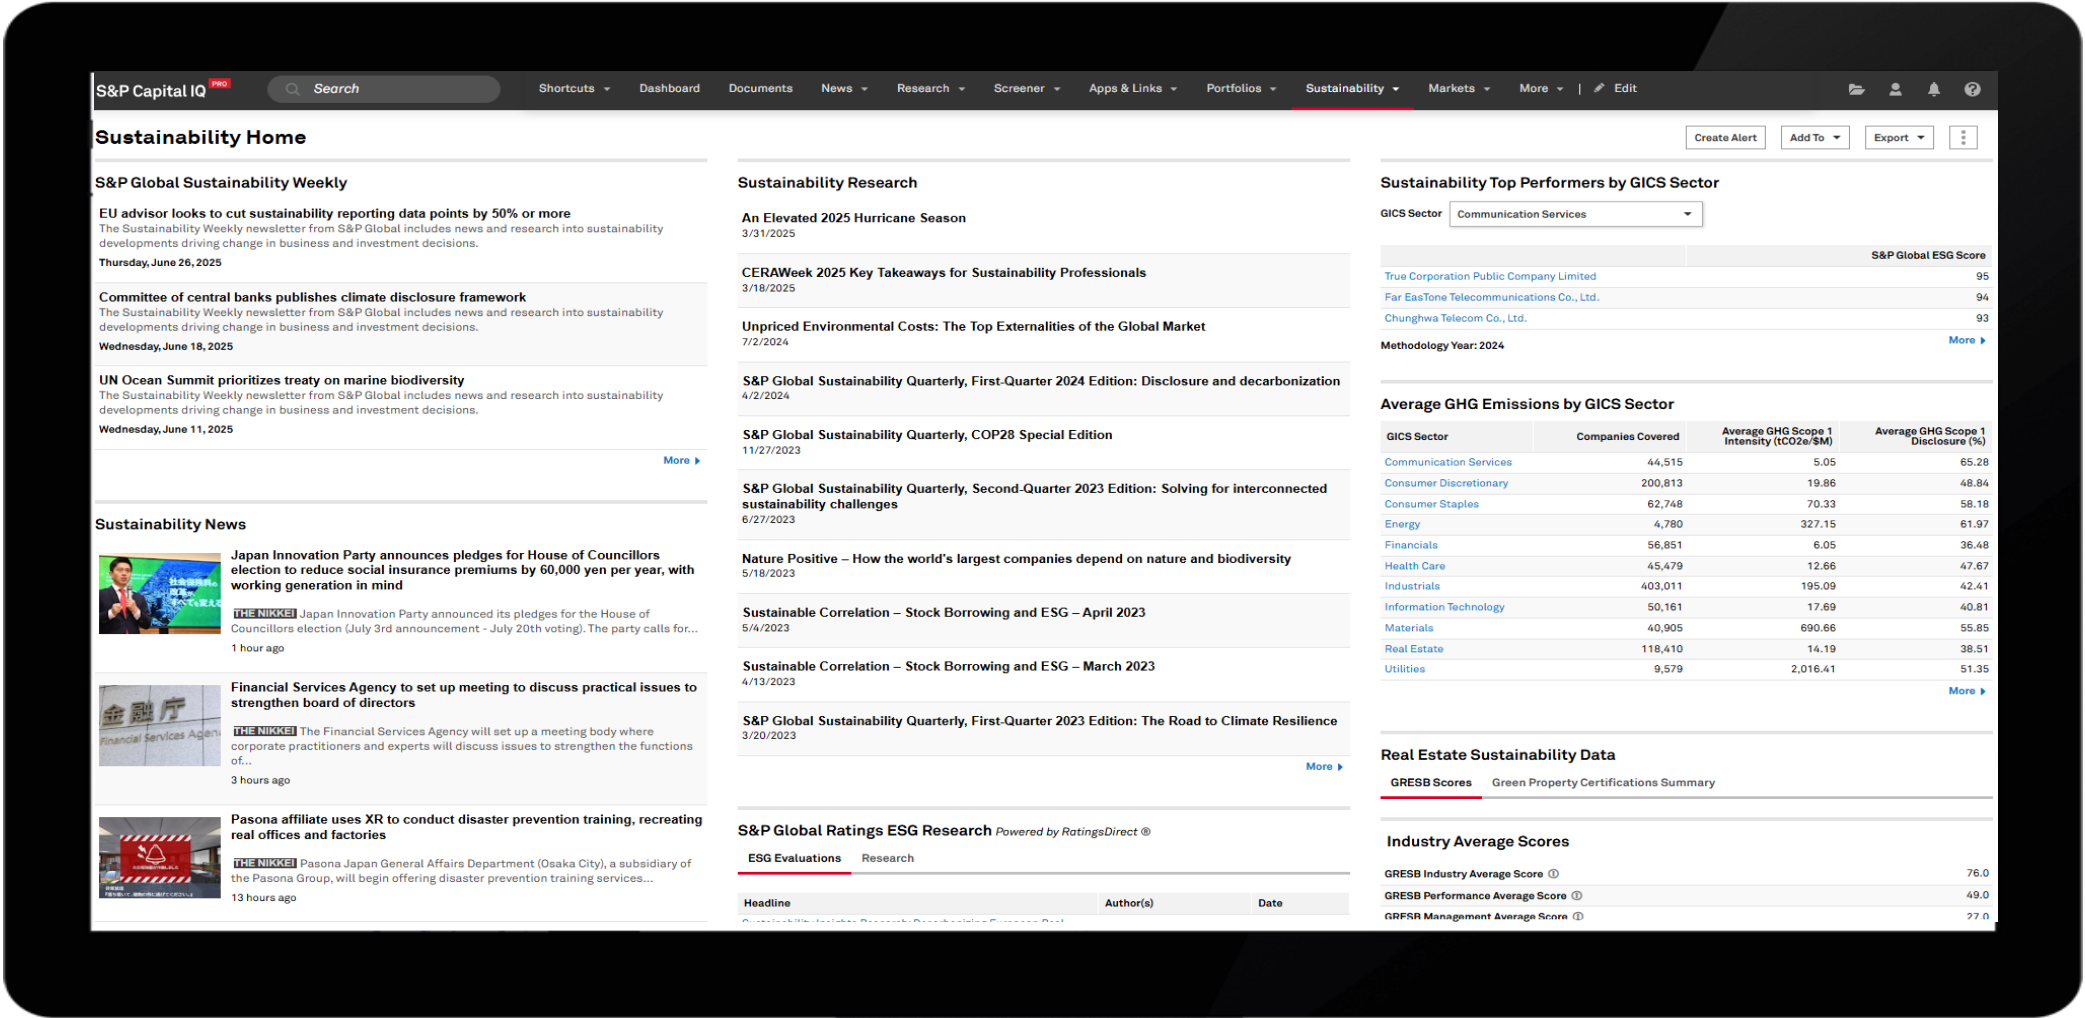 S&P Capital IQ PRO
Search
Shortcuts
Dashboard
Documents
News
Research
Screener
Apps & Links
Portfolios
Sustainability
Markets
More
Edit
Sustainability Home
Create Alert
Add To
Export
S&P Global Sustainability Weekly
EU advisor looks to cut sustainability reporting data points by 50% or more
The Sustainability Weekly newsletter from S&P Global includes news and research into sustainability
developments driving change in business and investment decisions.
Thursday, June 26, 2025
Committee of central banks publishes climate disclosure framework
The Sustainability Weekly newsletter from S&P Global includes news and research into sustainability
developments driving change in business and investment decisions.
Wednesday, June 18, 2025
UN Ocean Summit prioritizes treaty on marine biodiversity
The Sustainability Weekly newsletter from S&P Global includes news and research into sustainability
developments driving change in business and investment decisions.
Wednesday, June 11, 2025
More
Sustainability News
Japan Innovation Party announces pledges for House of Councillors
election to reduce social insurance premiums by 60,000 yen per year, with
working generation in mind
THE NIKKEI Japan Innovation Party announced its pledges for the House of
Councillors election (July 3rd announcement - July 20th voting). The party calls for...
1 hour ago
金融庁
Financial Services Agen
Financial Services Agency to set up meeting to discuss practical issues to
strengthen board of directors
THE NIKKEI The Financial Services Agency will set up a meeting body where
corporate practitioners and experts will discuss issues to strengthen the functions
of...
3 hours ago
Pasona affiliate uses XR to conduct disaster prevention training, recreating
real offices and factories
THE NIKKEI Pasona Japan General Affairs Department (Osaka City), a subsidiary of
the Pasona Group, will begin offering disaster prevention training services...
13 hours ago
Sustainability Research
An Elevated 2025 Hurricane Season
3/31/2025
CERAWeek 2025 Key Takeaways for Sustainability Professionals
3/18/2025
Unpriced Environmental Costs: The Top Externalities of the Global Market
7/2/2024
S&P Global Sustainability Quarterly, First-Quarter 2024 Edition: Disclosure and decarbonization
4/2/2024
S&P Global Sustainability Quarterly, COP28 Special Edition
11/27/2023
S&P Global Sustainability Quarterly, Second-Quarter 2023 Edition: Solving for interconnected
sustainability challenges
6/27/2023
Nature Positive – How the world's largest companies depend on nature and biodiversity
5/18/2023
Sustainable Correlation – Stock Borrowing and ESG – April 2023
5/4/2023
Sustainable Correlation – Stock Borrowing and ESG – March 2023
4/13/2023
S&P Global Sustainability Quarterly, First-Quarter 2023 Edition: The Road to Climate Resilience
3/20/2023
More
S&P Global Ratings ESG Research Powered by RatingsDirect ®
ESG Evaluations Research
Headline Author(s) Date
Sustainability Top Performers by GICS Sector
GICS Sector Communication Services
S&P Global ESG Score
True Corporation Public Company Limited 95
Far EasTone Telecommunications Co., Ltd. 94
Chunghwa Telecom Co., Ltd. 93
More
Methodology Year: 2024
Average GHG Emissions by GICS Sector
GICS Sector Companies Covered Average GHG Scope 1 Intensity (tCO2e/$M) Average GHG Scope 1 Disclosure (%)
Communication Services 44,515 5.05 65.28
Consumer Discretionary 200,813 19.86 48.84
Consumer Staples 62,748 70.33 58.18
Energy 4,780 327.15 61.97
Financials 56,851 6.05 36.48
Health Care 45,479 12.66 47.67
Industrials 403,011 195.09 42.41
Information Technology 50,161 17.69 40.81
Materials 40,905 690.66 55.85
Real Estate 118,410 14.19 38.51
Utilities 9,579 2,016.41 51.35
More
Real Estate Sustainability Data
GRESB Scores Green Property Certifications Summary
Industry Average Scores
GRESB Industry Average Score 76.0
GRESB Performance Average Score 49.0
GRESB Management Average Score 27.0